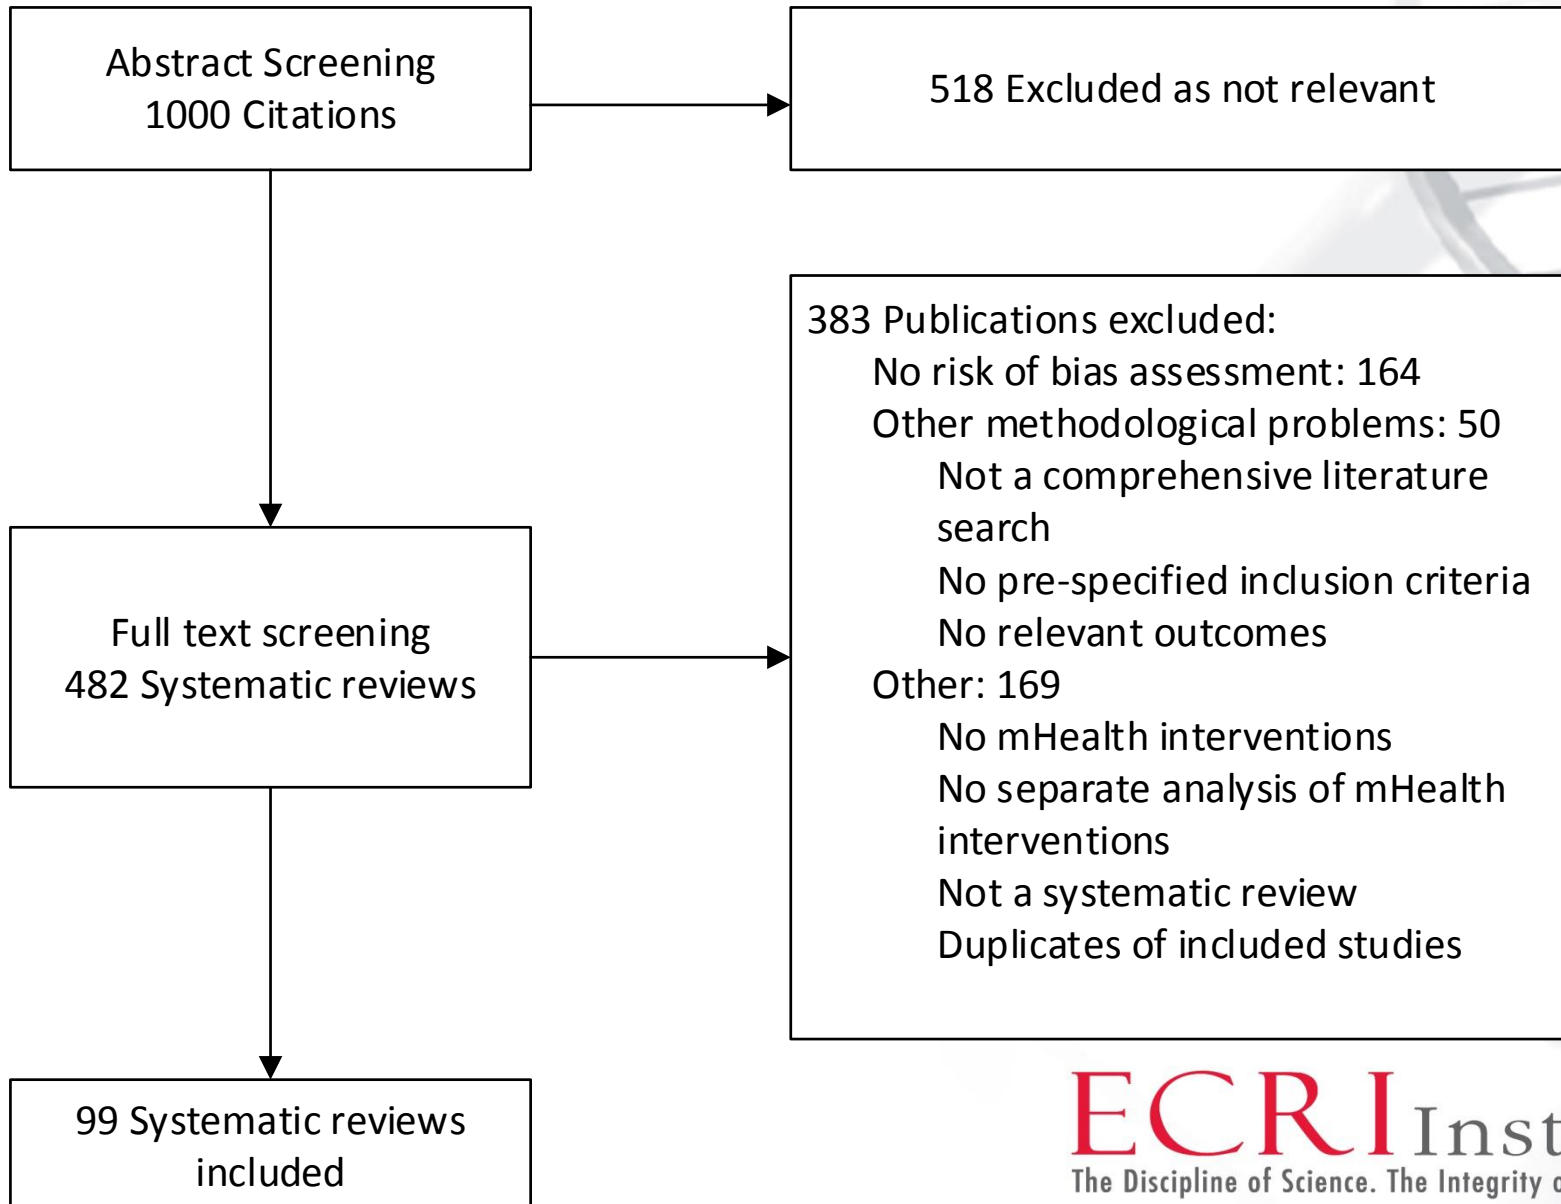 Abstract Screening
1000 Citations
518 Excluded as not relevant
383 Publications excluded:
No risk of bias assessment: 164
Other methodological problems: 50
Not a comprehensive literature
search
No pre-specified inclusion criteria
No relevant outcomes
Other: 169
No mHealth interventions
No separate analysis of mHealth
interventions
Not a systematic review
Duplicates of included studies
Full text screening
482 Systematic reviews
99 Systematic reviews
included
ECRI Inst
The Discipline of Science. The Integrity